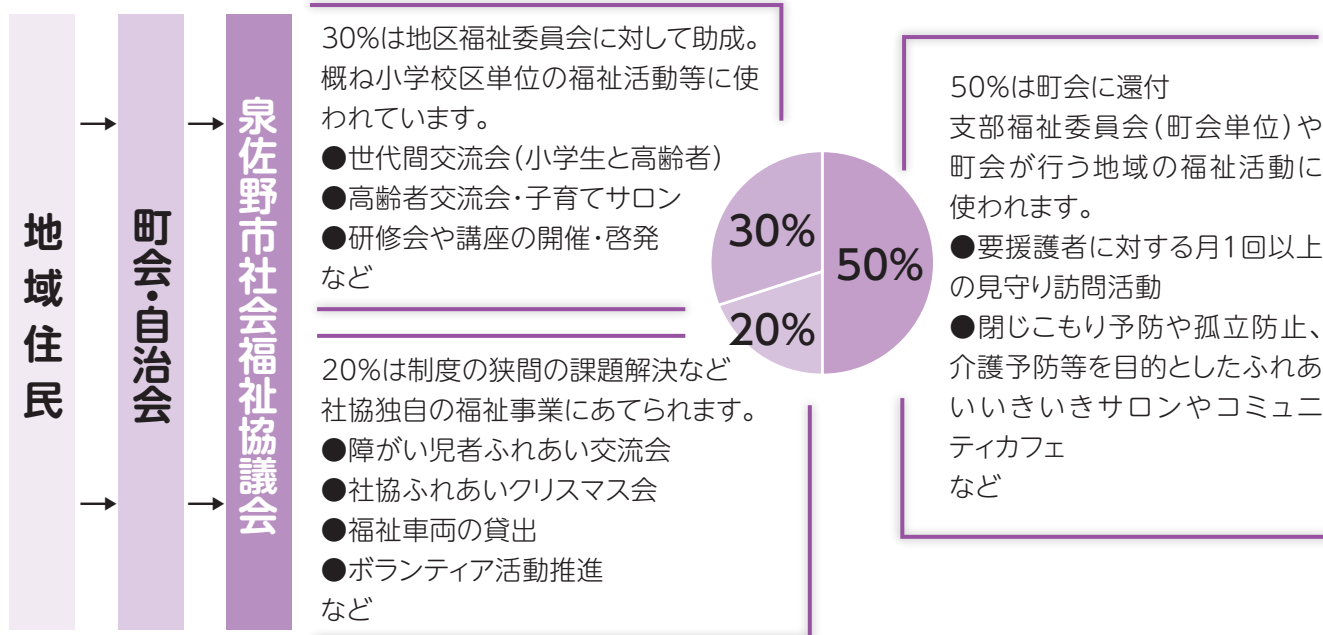 地域住民
町会・自治会
泉佐野市社会福祉協議会
30%は地区福祉委員会に対して助成。
概ね小学校区単位の福祉活動等に使
われています。
●世代間交流会(小学生と高齢者)
●高齢者交流会・子育てサロン
●研修会や講座の開催・啓発
など
20%は制度の狭間の課題解決など
社協独自の福祉事業にあてられます。
●障がい児者ふれあい交流会
●社協ふれあいクリスマス会
●福祉車両の貸出
●ボランティア活動推進
など
30%
50%
20%
50%は町会に還付
支部福祉委員会(町会単位)や
町会が行う地域の福祉活動に
使われます。
●要援護者に対する月1回以上
の見守り訪問活動
●閉じこもり予防や孤立防止、
介護予防等を目的としたふれあ
いいきいきサロンやコミュニ
ティカフェ
など